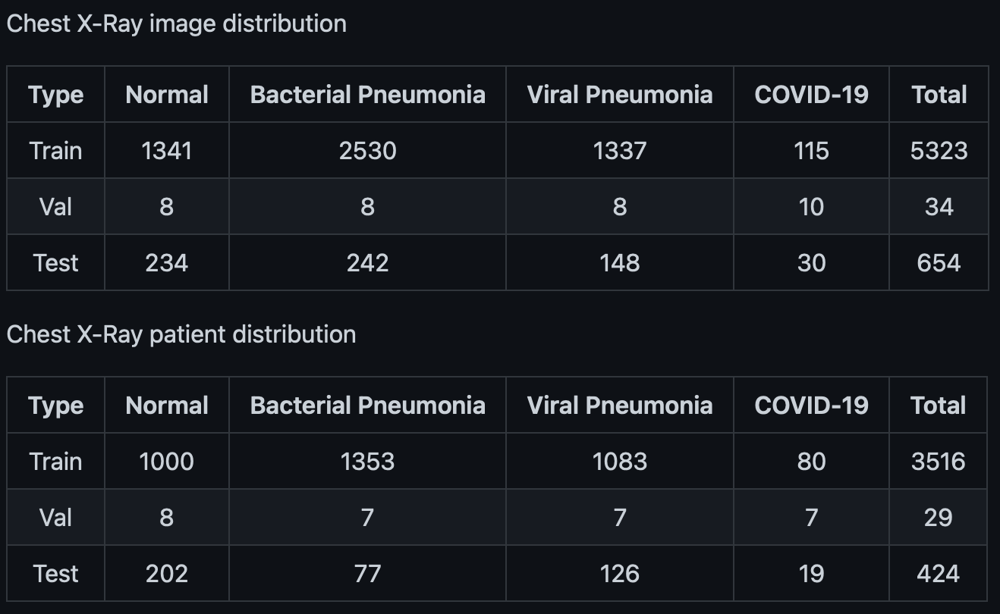 Chest X-Ray image distribution
Type Normal Bacterial Pneumonia Viral Pneumonia COVID-19 Total
Train 1341 2530 1337 115 5323
Val 8 8 8 10 34
Test 234 242 148 30 654
Chest X-Ray patient distribution
Type Normal Bacterial Pneumonia Viral Pneumonia COVID-19 Total
Train 1000 1353 1083 80 3516
Val 8 7 7 7 29
Test 202 77 126 19 424